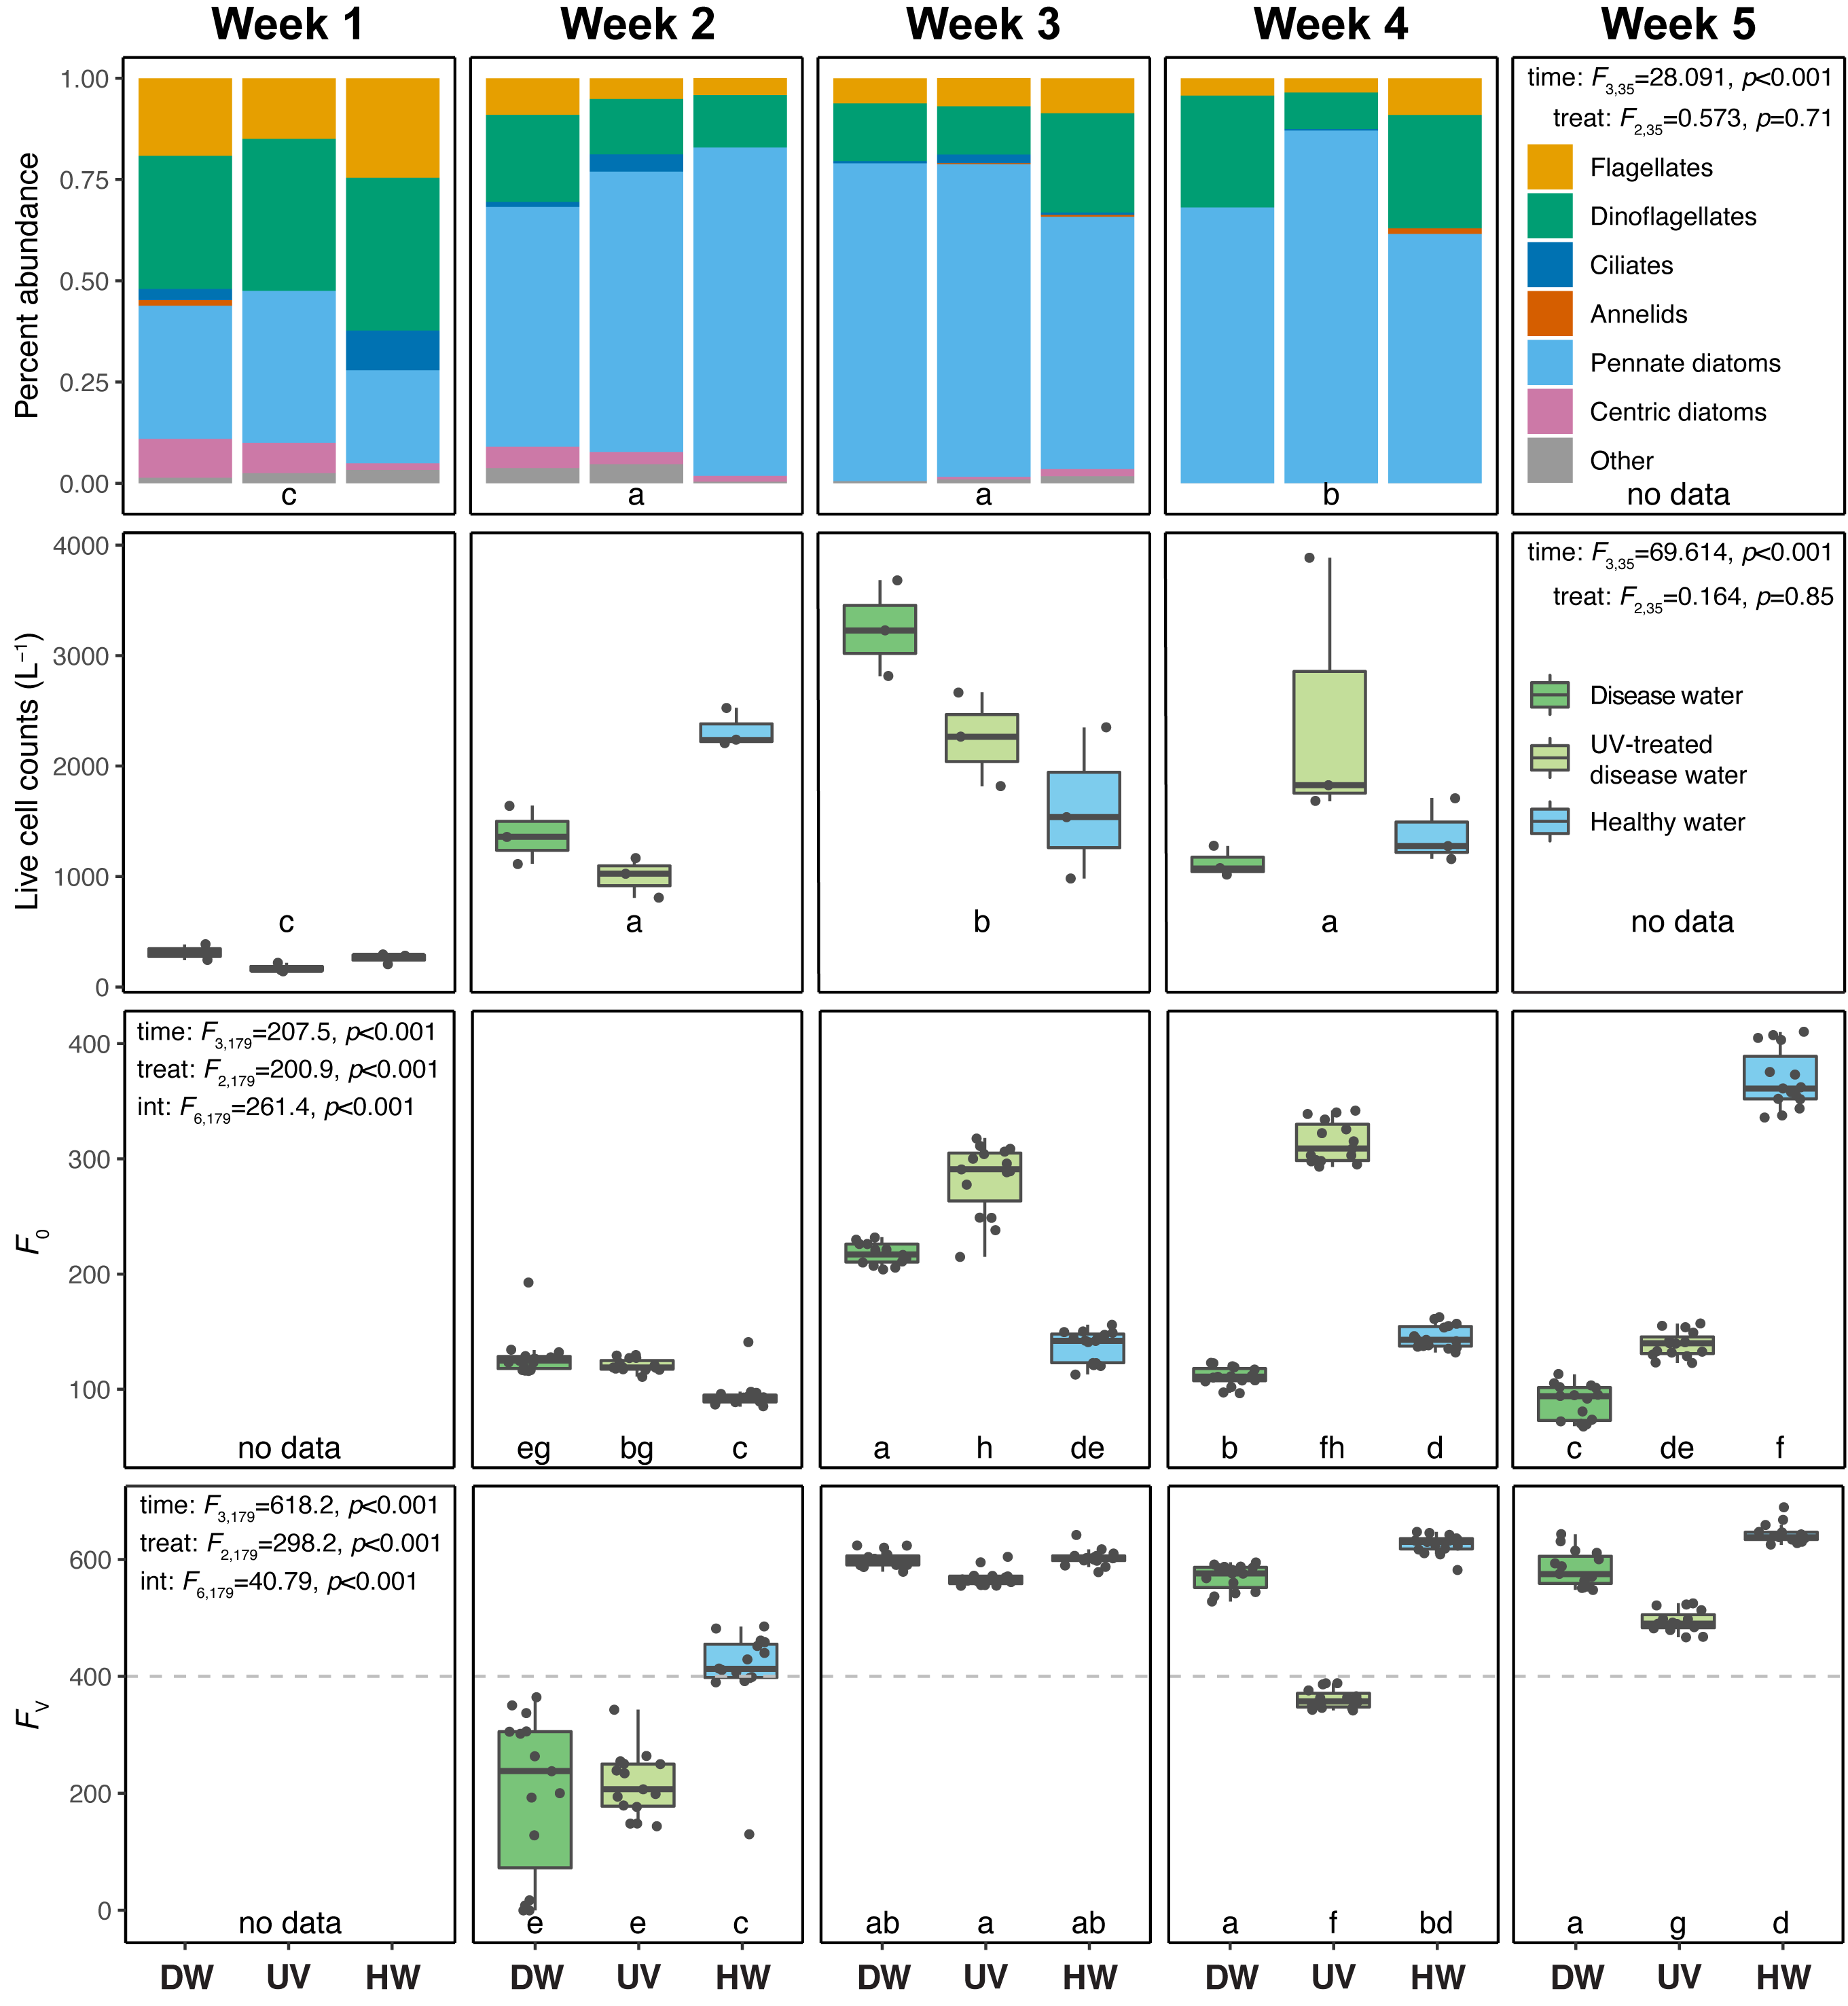 Week 1 Week 2 Week 3 Week 4 Week 5
Percent abundance
1.00
0.75
0.50
0.25
0.00
c a a b
time: F3,35=28.091, p<0.001
treat: F2,35=0.573, p=0.71
Flagellates
Dinoflagellates
Ciliates
Annelids
Pennate diatoms
Centric diatoms
Other
no data
Live cell counts (L−1)
4000
3000
2000
1000
0
c a b a
time: F3,35=69.614, p<0.001
treat: F2,35=0.164, p=0.85
Disease water
UV-treated
disease water
Healthy water
no data
F0
400
300
200
100
time: F3,179=207.5, p<0.001
treat: F2,179=200.9, p<0.001
int: F6,179=261.4, p<0.001
no data eg bg c a h de b fh d c de f
FV
600
400
200
0
time: F3,179=618.2, p<0.001
treat: F2,179=298.2, p<0.001
int: F6,179=40.79, p<0.001
no data e e c ab a ab a f bd a g d
DW UV HW DW UV HW DW UV HW DW UV HW DW UV HW